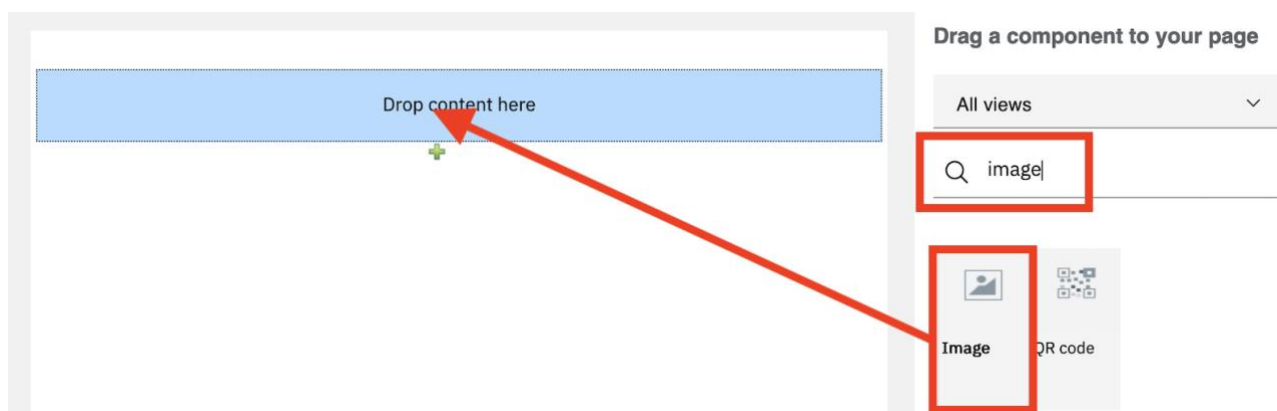 Drag a component to your page
Drop content here
All views
image
Image
QR code